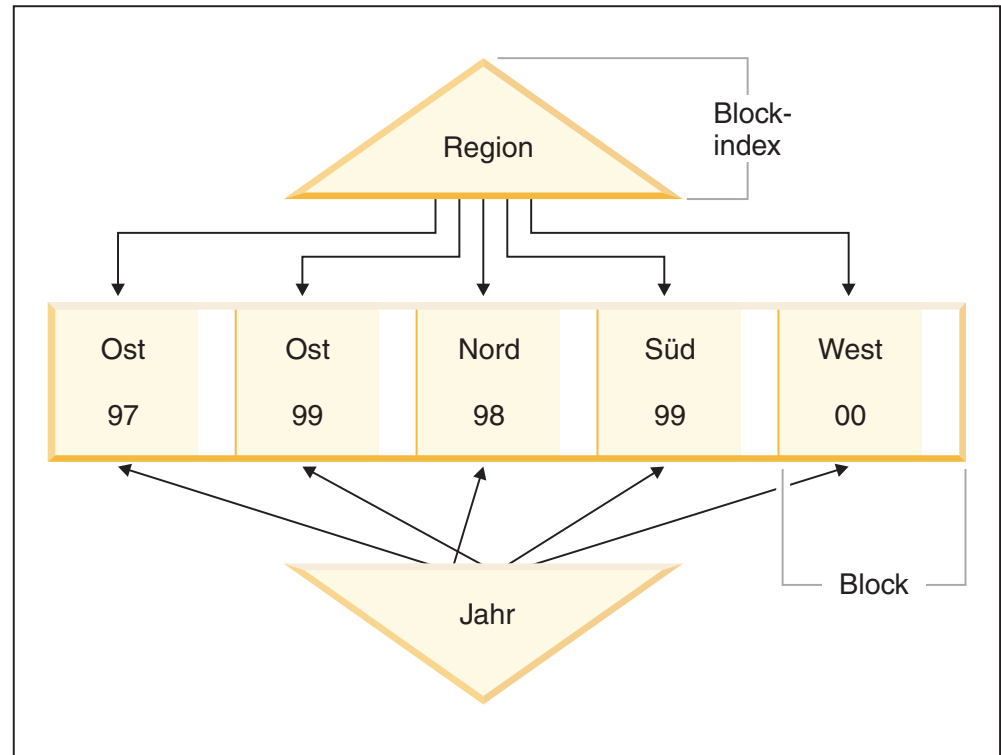 Region
Block-
index
Ost Ost Nord Süd West
97 99 98 99 00
Block
Jahr